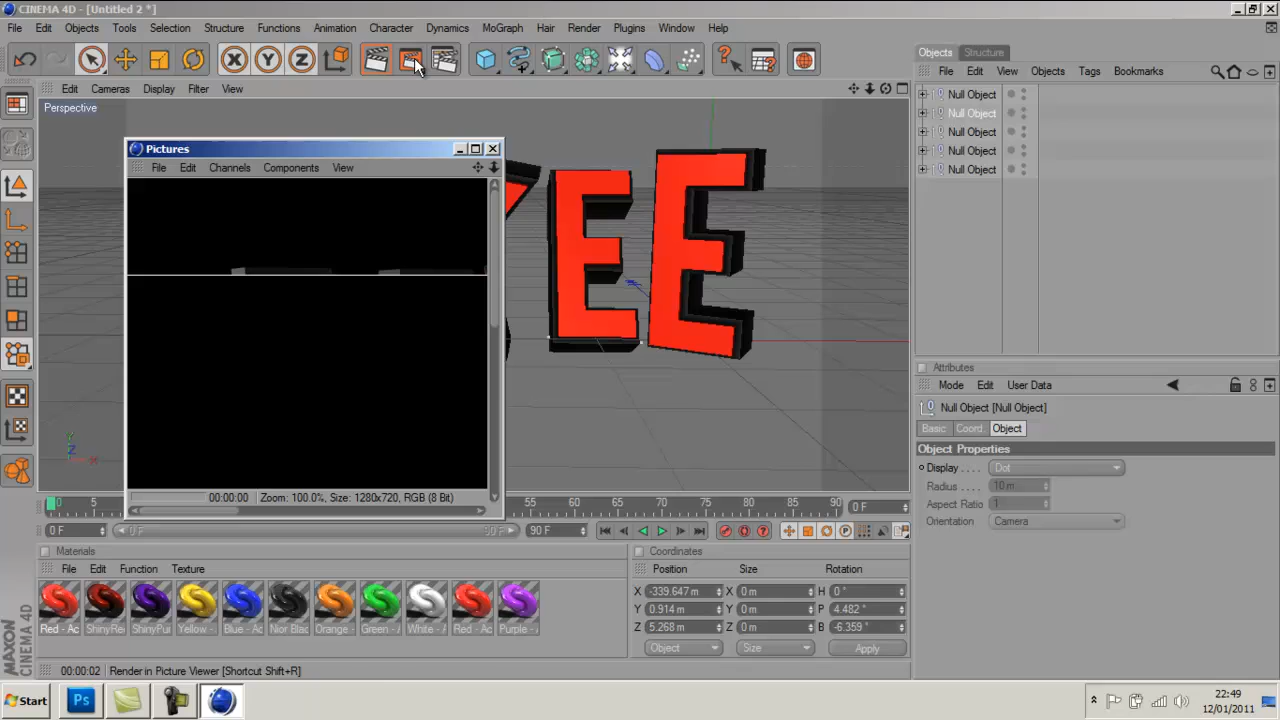 CINEMA 4D - [Untitled 2 *]
File Edit Objects Tools Selection Structure Functions Animation Character Dynamics MoGraph Hair Render Plugins Window Help
X Y Z
Objects Structure
File Edit View Objects Tags Bookmarks
Edit Cameras Display Filter View
Perspective
Null Object
Null Object
Null Object
Null Object
Null Object
Pictures
File Edit Channels Components View
E E
00:00:02 Size: 1280x720, RGB (8 Bit)
0 5 55 60 65 70 75 80 85 90 0 F
0 F 0 F 90 F 90 F
Attributes
Mode Edit User Data
Null Object [Null Object]
Basic Coord. Object
Object Properties
Display Dot
Radius 10 m
Aspect Ratio 1
Orientation Camera
Materials
File Edit Function Texture
Red - Ac ShinyRe ShinyPui Yellow - Blue - Ac Nior Blac Orange - Green - White - Red - Ac Purple -
Coordinates
Position Size Rotation
X -339.647 m X 0 m H 0 °
Y 0.914 m Y 0 m P 4.482 °
Z 5.268 m Z 0 m B -6.359 °
Object Size Apply
MAXON CINEMA 4D
00:00:02 Render in Picture Viewer [Shortcut Shift+R]
Start Ps 22:49
12/01/2011